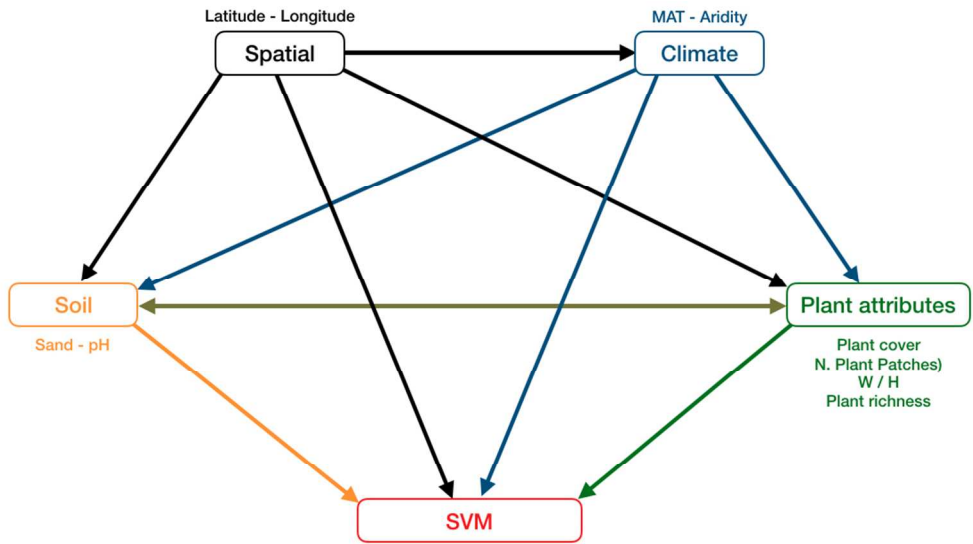 Latitude - Longitude
MAT - Aridity
Spatial
Climate
Soil
Plant attributes
Sand - pH
Plant cover
N. Plant Patches)
W / H
Plant richness
SVM